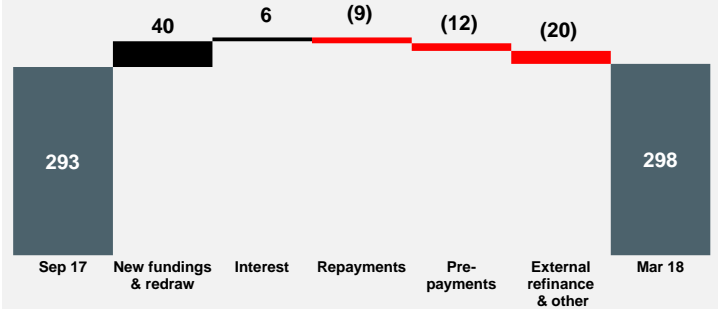 40
6
(9)
(12)
(20)
293
298
Sep 17
New fundings
& redraw
Interest
Repayments
Pre-
payments
External
refinance
& other
Mar 18